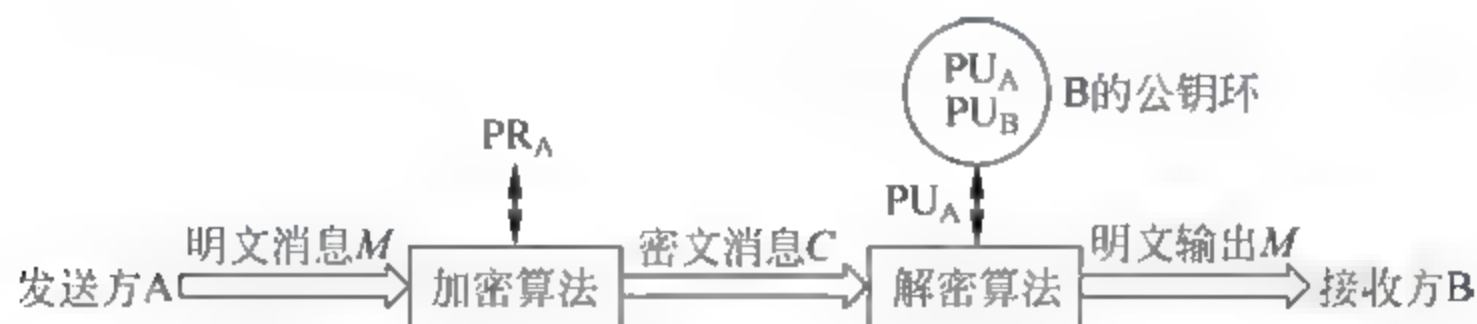 PU_A
PU_B
B的公钥环
PR_A
PU_A
明文消息M
密文消息C
明文输出M
发送方A
加密算法
解密算法
接收方B